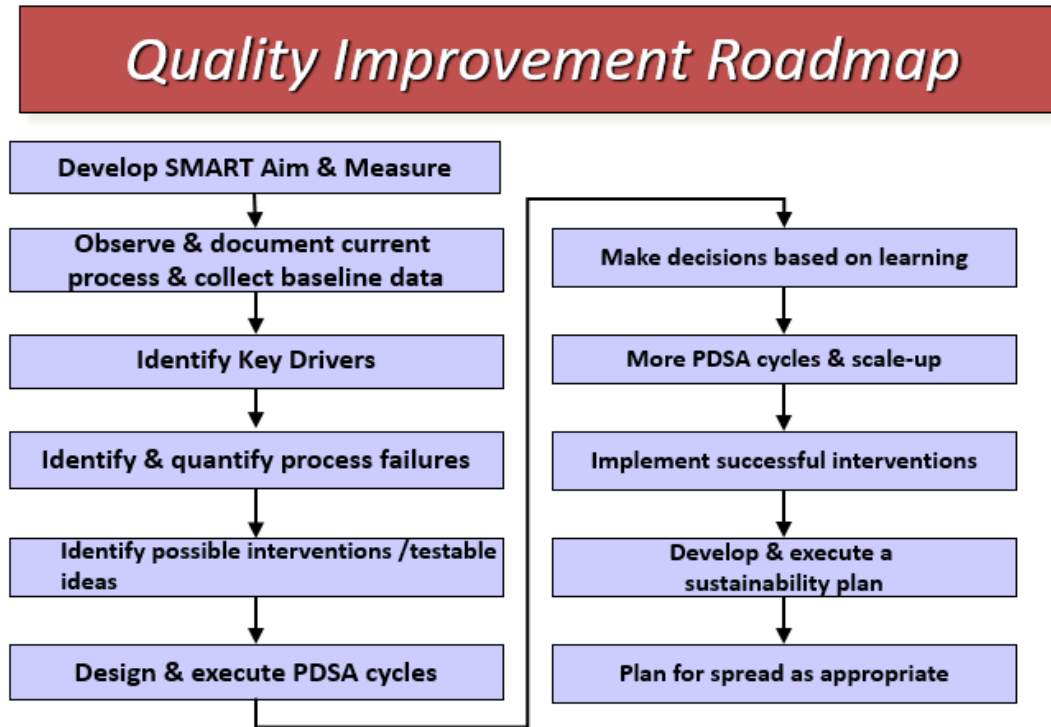 Quality Improvement Roadmap
Develop SMART Aim & Measure
Observe & document current
process & collect baseline data
Identify Key Drivers
Identify & quantify process failures
Identify possible interventions /testable
ideas
Design & execute PDSA cycles
Make decisions based on learning
More PDSA cycles & scale-up
Implement successful interventions
Develop & execute a
sustainability plan
Plan for spread as appropriate